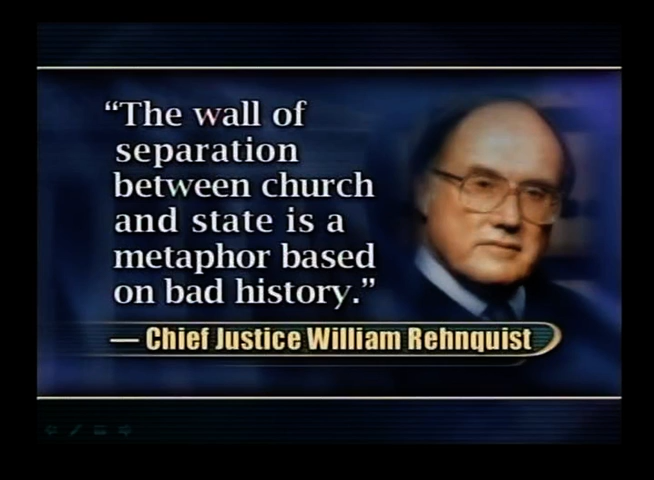 “The wall of
separation
between church
and state is a
metaphor based
on bad history.”
— Chief Justice William Rehnquist